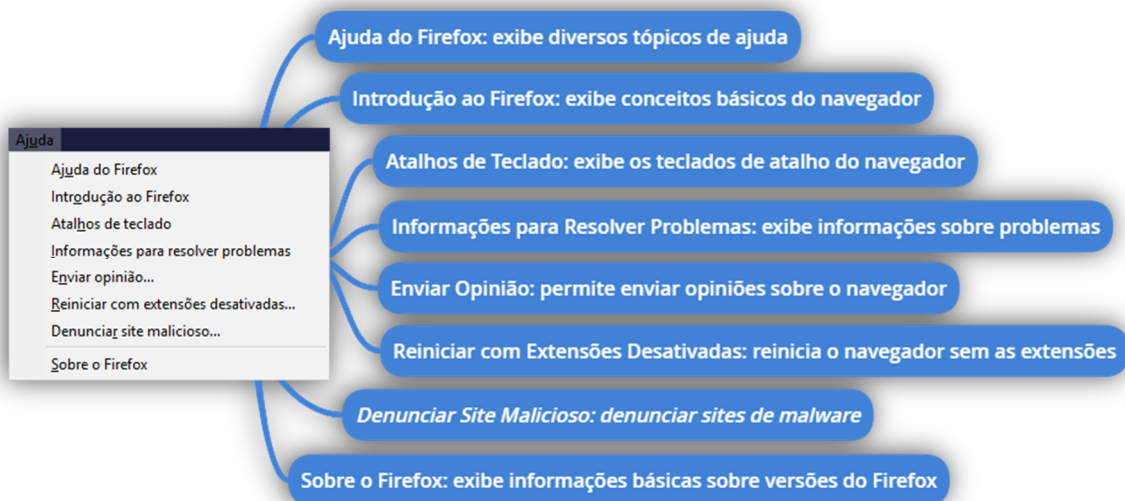 Ajuda do Firefox: exibe diversos tópicos de ajuda
Introdução ao Firefox: exibe conceitos básicos do navegador
Ajuda
Ajuda do Firefox
Introdução ao Firefox
Atalhos de teclado
Informações para resolver problemas
Enviar opinião...
Reiniciar com extensões desativadas...
Denunciar site malicioso...
Sobre o Firefox
Atalhos de Teclado: exibe os teclados de atalho do navegador
Informações para Resolver Problemas: exibe informações sobre problemas
Enviar Opinião: permite enviar opiniões sobre o navegador
Reiniciar com Extensões Desativadas: reinicia o navegador sem as extensões
Denunciar Site Malicioso: denunciar sites de malware
Sobre o Firefox: exibe informações básicas sobre versões do Firefox